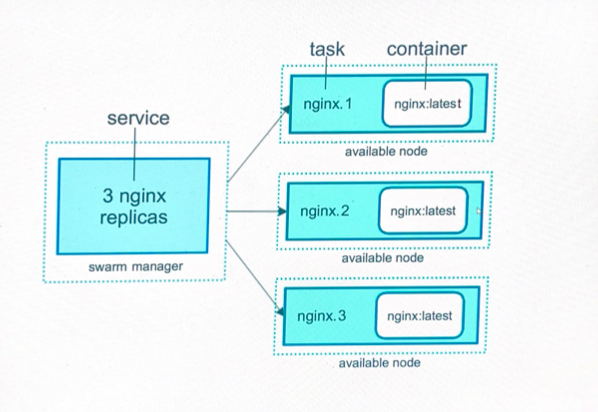 task
container
nginx.1
nginx:latest
available node
service
3 nginx
replicas
swarm manager
nginx.2
nginx:latest
available node
nginx.3
nginx:latest
available node